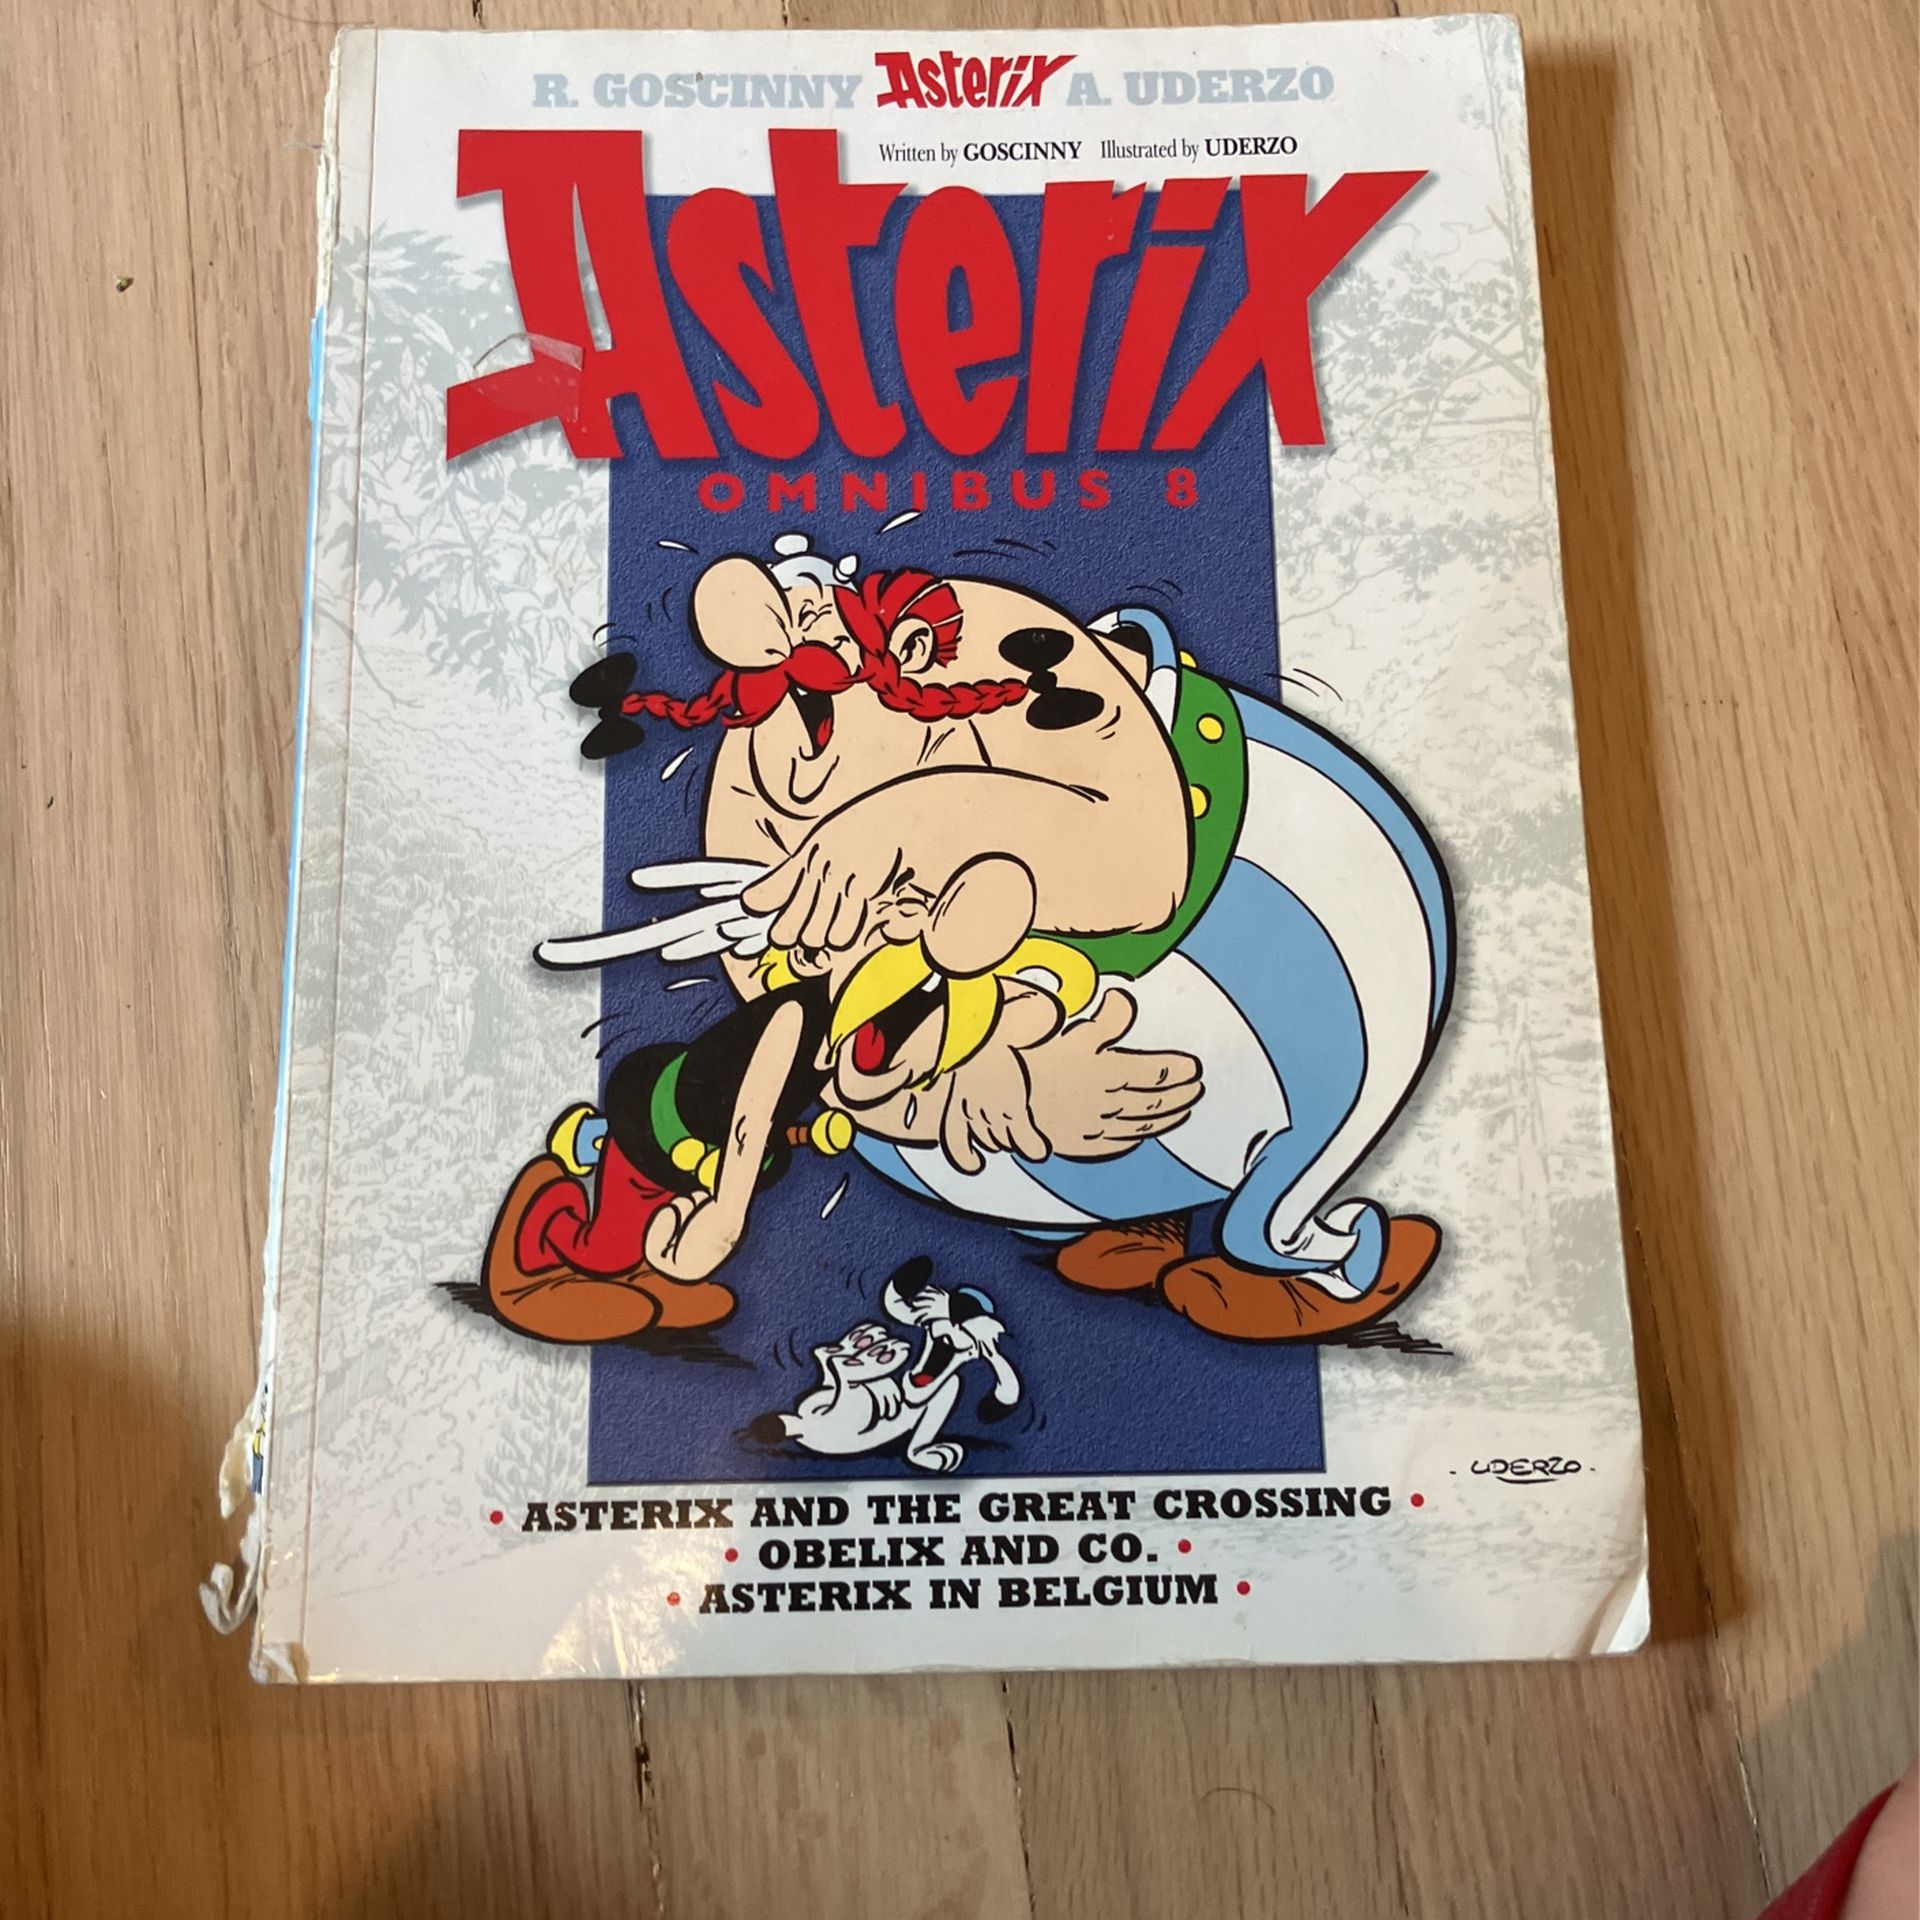 R. GOSCINNY Asterix A. UDERZO
Written by GOSCINNY Illustrated by UDERZO
Asterix
OMNIBUS 8
UDERZO
• ASTERIX AND THE GREAT CROSSING •
• OBELIX AND CO. •
• ASTERIX IN BELGIUM •